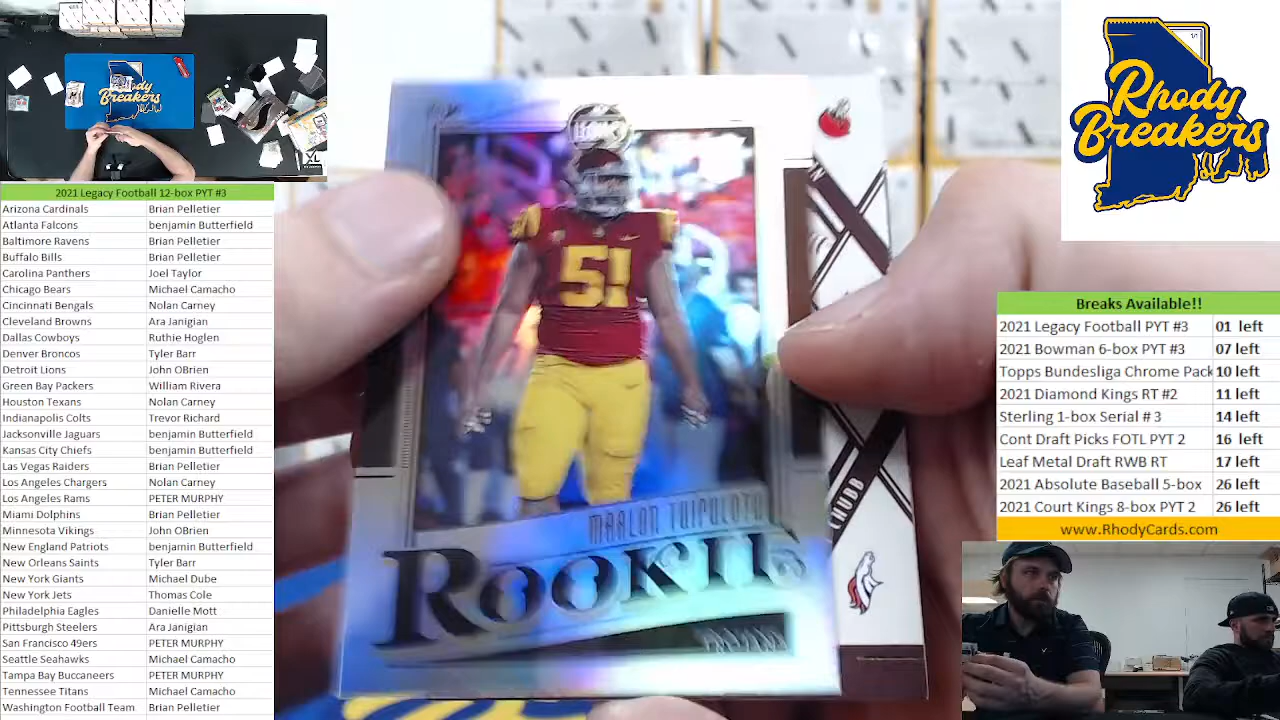 2021 Legacy Football 12-box PYT #3
Arizona Cardinals Brian Pelletier
Atlanta Falcons benjamin Butterfield
Baltimore Ravens Brian Pelletier
Buffalo Bills Brian Pelletier
Carolina Panthers Joel Taylor
Chicago Bears Michael Camacho
Cincinnati Bengals Nolan Carney
Cleveland Browns Ara Janigian
Dallas Cowboys Ruthie Hoglen
Denver Broncos Tyler Barr
Detroit Lions John OBrien
Green Bay Packers William Rivera
Houston Texans Nolan Carney
Indianapolis Colts Trevor Richard
Jacksonville Jaguars benjamin Butterfield
Kansas City Chiefs benjamin Butterfield
Las Vegas Raiders Brian Pelletier
Los Angeles Chargers Nolan Carney
Los Angeles Rams PETER MURPHY
Miami Dolphins Brian Pelletier
Minnesota Vikings John OBrien
New England Patriots benjamin Butterfield
New Orleans Saints Tyler Barr
New York Giants Michael Dube
New York Jets Thomas Cole
Philadelphia Eagles Danielle Mott
Pittsburgh Steelers Ara Janigian
San Francisco 49ers PETER MURPHY
Seattle Seahawks Michael Camacho
Tampa Bay Buccaneers PETER MURPHY
Tennessee Titans Michael Camacho
Washington Football Team Brian Pelletier
LEGACY
51
51
MARLON TUIPULOTU
ROOKIE
CHUBB
Rhody
Breakers
Rhody
Breakers
Breaks Available!!
2021 Legacy Football PYT #3 01 left
2021 Bowman 6-box PYT #3 07 left
Topps Bundesliga Chrome Pack 10 left
2021 Diamond Kings RT #2 11 left
Sterling 1-box Serial # 3 14 left
Cont Draft Picks FOTL PYT 2 16 left
Leaf Metal Draft RWB RT 17 left
2021 Absolute Baseball 5-box 26 left
2021 Court Kings 8-box PYT 2 26 left
www.RhodyCards.com